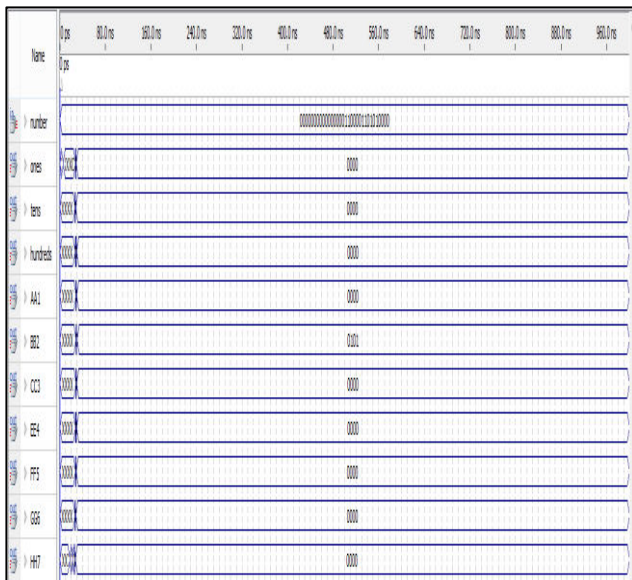 Name
0 ps 80.0 ns 160.0 ns 240.0 ns 320.0 ns 400.0 ns 480.0 ns 560.0 ns 640.0 ns 720.0 ns 800.0 ns 880.0 ns 960.0 ns
0 ps
number 00000000000000001100001101010000
ones 0000
tens 0000
hundreds 0000
AA1 0000
BB2 0101
CC3 0000
EE4 0000
FF5 0000
GG6 0000
HH7 0000